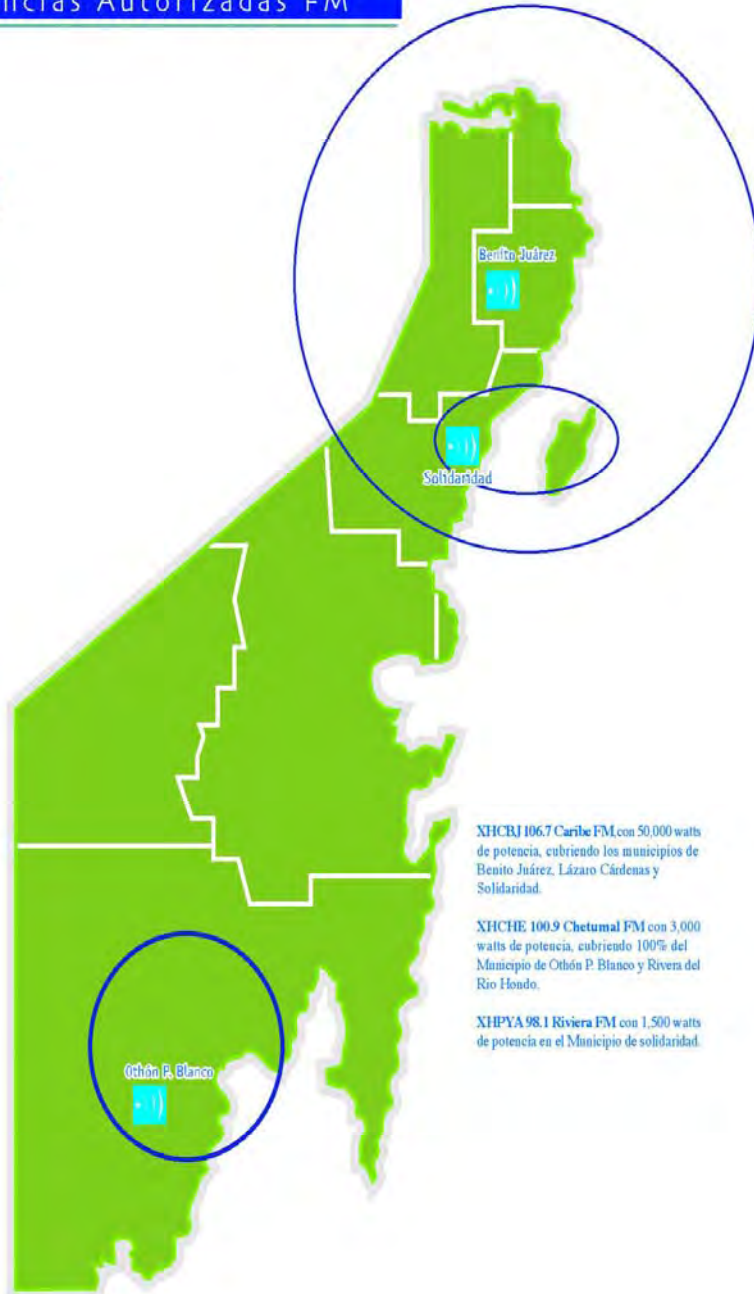 Autorizadas FM
Benito Juárez
Solidaridad
XHCBJ 106.7 Caribe FM,con 50,000 watts
de potencia, cubriendo los municipios de
Benito Juárez, Lázaro Cárdenas y
Solidaridad.
XHCHE 100.9 Chetumal FM con 3,000
watts de potencia, cubriendo 100% del
Municipio de Othón P. Blanco y Rivera del
Rio Hondo.
XHPYA 98.1 Riviera FM con 1,500 watts
de potencia en el Municipio de solidaridad.
Othón P. Blanco